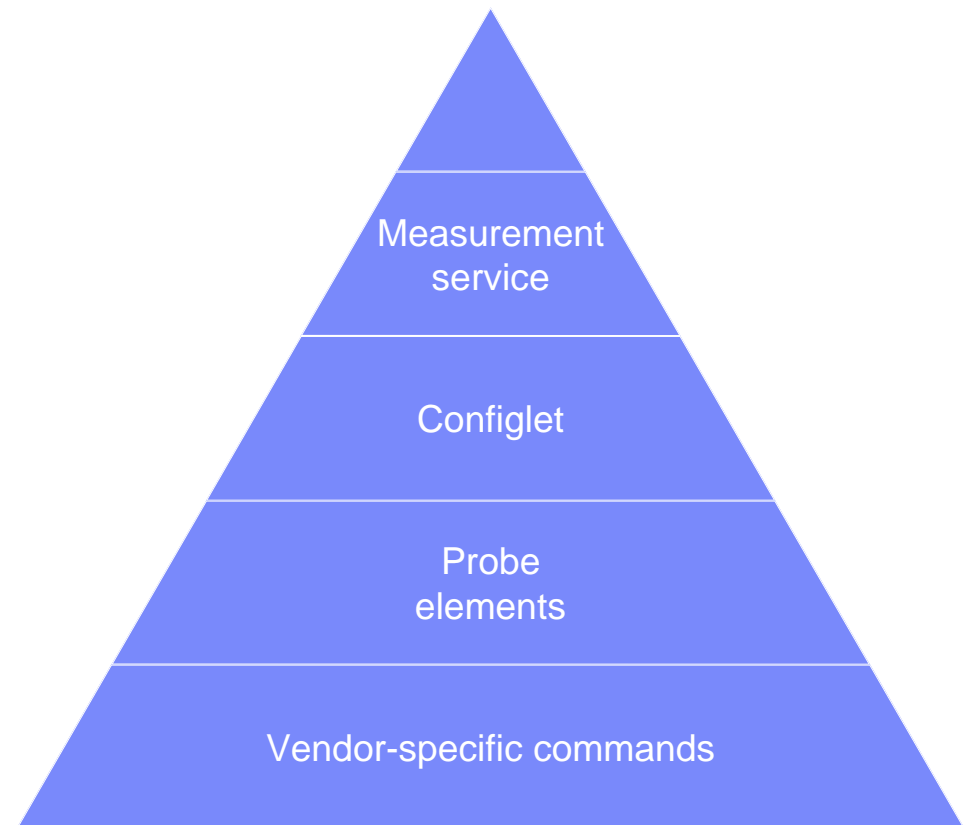 Measurement
service
Configlet
Probe
elements
Vendor-specific commands